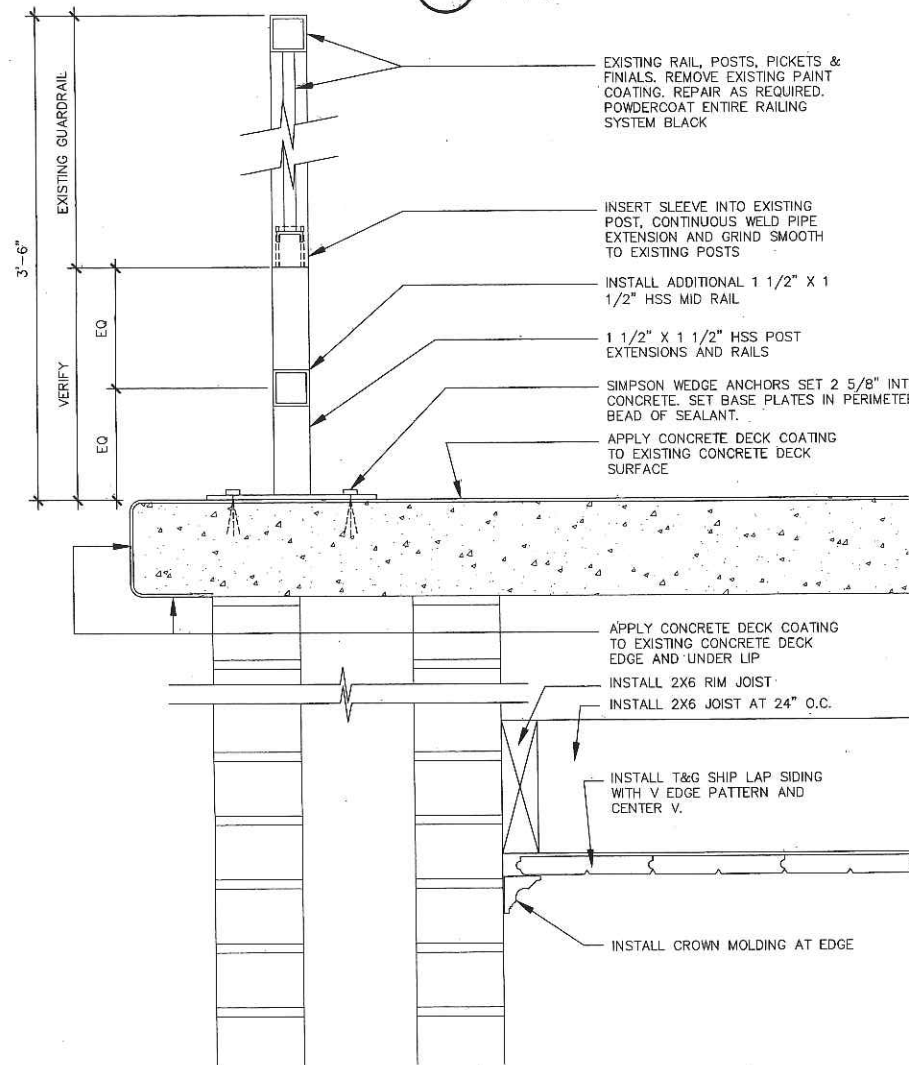 EXISTING RAIL, POSTS, PICKETS &
FINIALS. REMOVE EXISTING PAINT
COATING. REPAIR AS REQUIRED.
POWDERCOAT ENTIRE RAILING
SYSTEM BLACK
EXISTING GUARDRAIL
3'-6"
INSERT SLEEVE INTO EXISTING
POST, CONTINUOUS WELD PIPE
EXTENSION AND GRIND SMOOTH
TO EXISTING POSTS
INSTALL ADDITIONAL 1 1/2" X 1
1/2" HSS MID RAIL
EQ
VERIFY
1 1/2" X 1 1/2" HSS POST
EXTENSIONS AND RAILS
SIMPSON WEDGE ANCHORS SET 2 5/8" INT
CONCRETE. SET BASE PLATES IN PERIMETE
BEAD OF SEALANT.
EQ
APPLY CONCRETE DECK COATING
TO EXISTING CONCRETE DECK
SURFACE
APPLY CONCRETE DECK COATING
TO EXISTING CONCRETE DECK
EDGE AND UNDER LIP
INSTALL 2X6 RIM JOIST
INSTALL 2X6 JOIST AT 24" O.C.
INSTALL T&G SHIP LAP SIDING
WITH V EDGE PATTERN AND
CENTER V.
INSTALL CROWN MOLDING AT EDGE